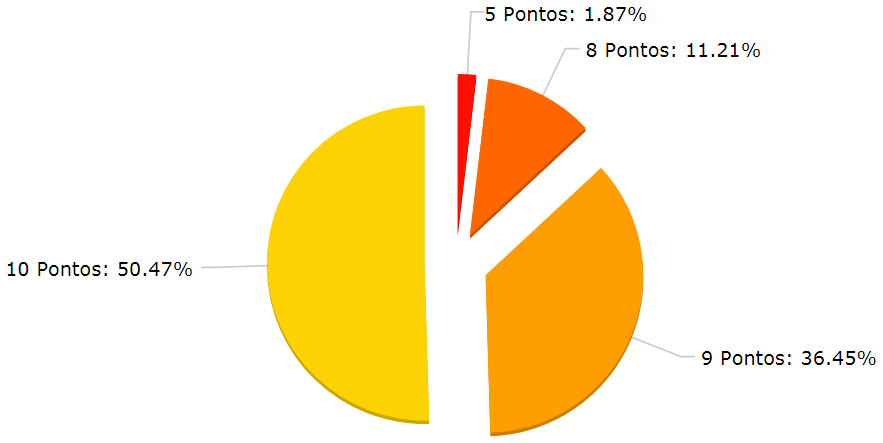 5 Pontos: 1.87%
8 Pontos: 11.21%
10 Pontos: 50.47%
9 Pontos: 36.45%